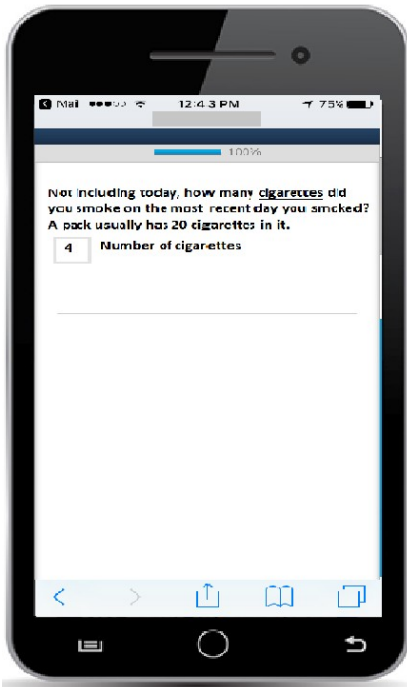 Mail 12:43 PM 75%
100%
Not including today, how many cigarettes did
you smoke on the most recent day you smoked?
A pack usually has 20 cigarettes in it.
4 Number of cigarettes